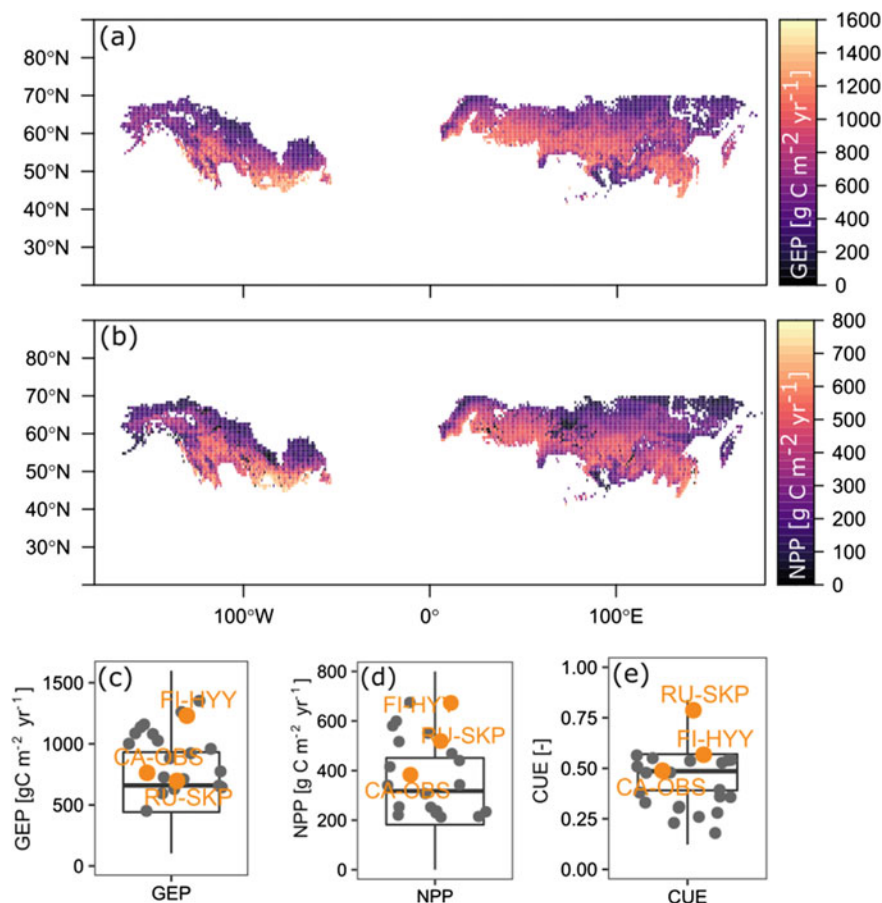 (a)
80°N
70°N
60°N
50°N
40°N
30°N
1600
1400
1200
1000
800
600
400
200
0
GEP [g C m⁻² yr⁻¹]
(b)
80°N
70°N
60°N
50°N
40°N
30°N
100°W
0°
100°E
800
700
600
500
400
300
200
100
0
NPP [g C m⁻² yr⁻¹]
(c)
GEP [gC m⁻² yr⁻¹]
1500
1000
500
0
FI-HYY
CA-OBS
RU-SKP
GEP
(d)
NPP [gC m⁻² yr⁻¹]
800
600
400
200
0
FI-HYY
RU-SKP
CA-OBS
NPP
(e)
CUE [-]
1.00
0.75
0.50
0.25
0.00
RU-SKP
FI-HYY
CA-OBS
CUE